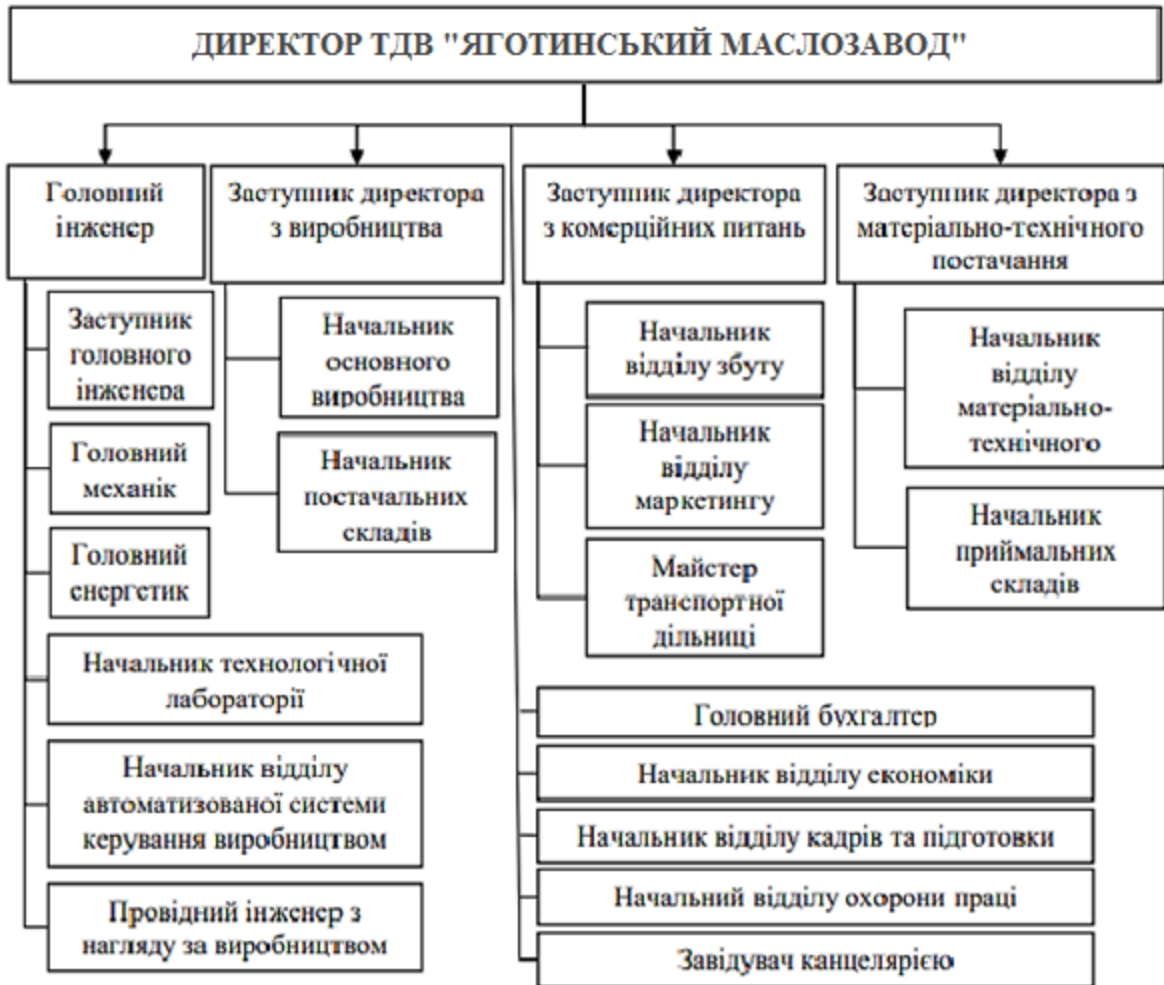 ДИРЕКТОР ТДВ "ЯГОТИНСЬКИЙ МАСЛОЗАВОД"
Головний
інженер
Заступник директора
з виробництва
Заступник директора
з комерційних питань
Заступник директора з
матеріально-технічного
постачання
Заступник
головного
інженера
Головний
механік
Головний
енергетик
Начальник технологічної
лабораторії
Начальник відділу
автоматизованої системи
керування виробництвом
Провідний інженер з
нагляду за виробництвом
Начальник
основного
виробництва
Начальник
постачальних
складів
Начальник
відділу збуту
Начальник
відділу
маркетингу
Майстер
транспортної
дільниці
Начальник
відділу
матеріально-
технічного
Начальник
приймальних
складів
Головний бухгалтер
Начальник відділу економіки
Начальник відділу кадрів та підготовки
Начальний відділу охорони праці
Завідувач канцелярією